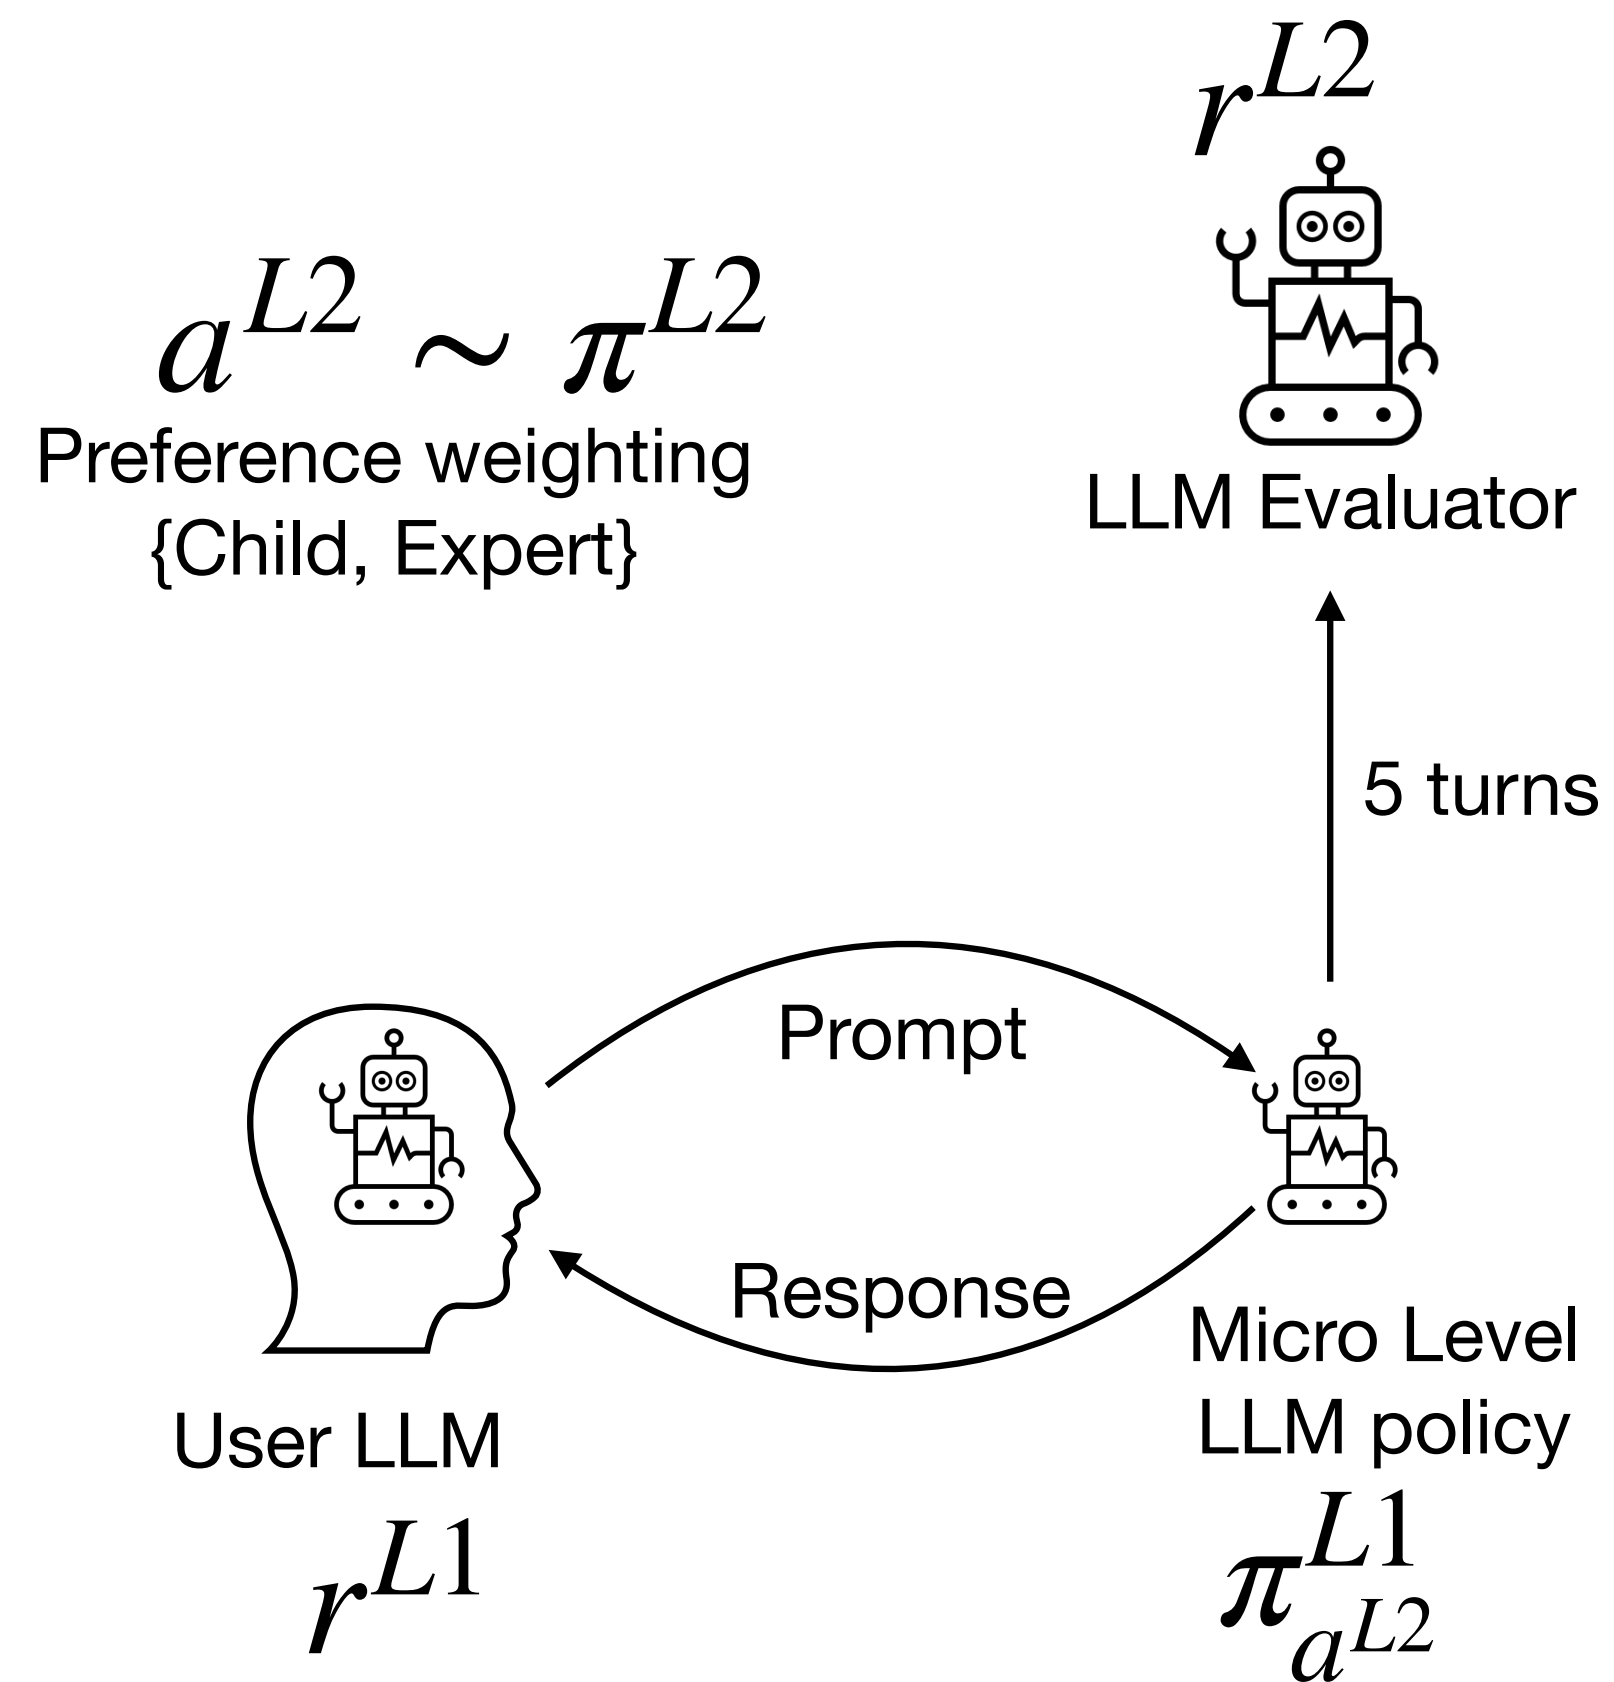 r^{L2}
a^{L2} ~ π^{L2}
Preference weighting
{Child, Expert}
LLM Evaluator
5 turns
Prompt
Response
User LLM
r^{L1}
Micro Level
LLM policy
π^{L1}_{a^{L2}}